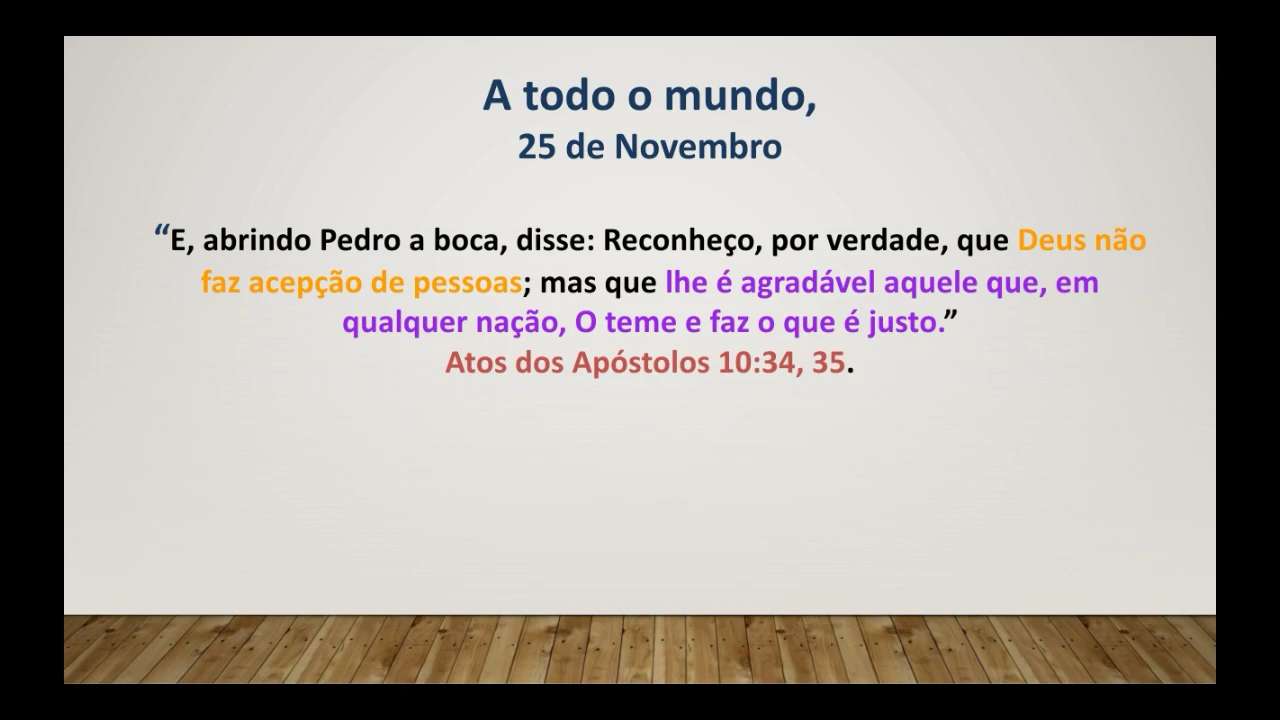 A todo o mundo,
25 de Novembro
“E, abrindo Pedro a boca, disse: Reconheço, por verdade, que Deus não
faz acepção de pessoas; mas que lhe é agradável aquele que, em
qualquer nação, O teme e faz o que é justo.”
Atos dos Apóstolos 10:34, 35.